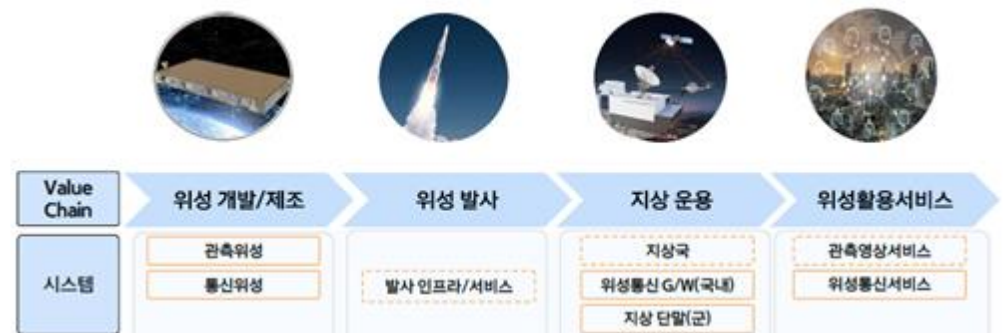 Value
Chain
위성 개발/제조
위성 발사
지상 운용
위성활용서비스
시스템
관측위성
통신위성
발사 인프라/서비스
지상국
위성통신 G/W(국내)
지상 단말(군)
관측영상서비스
위성통신서비스